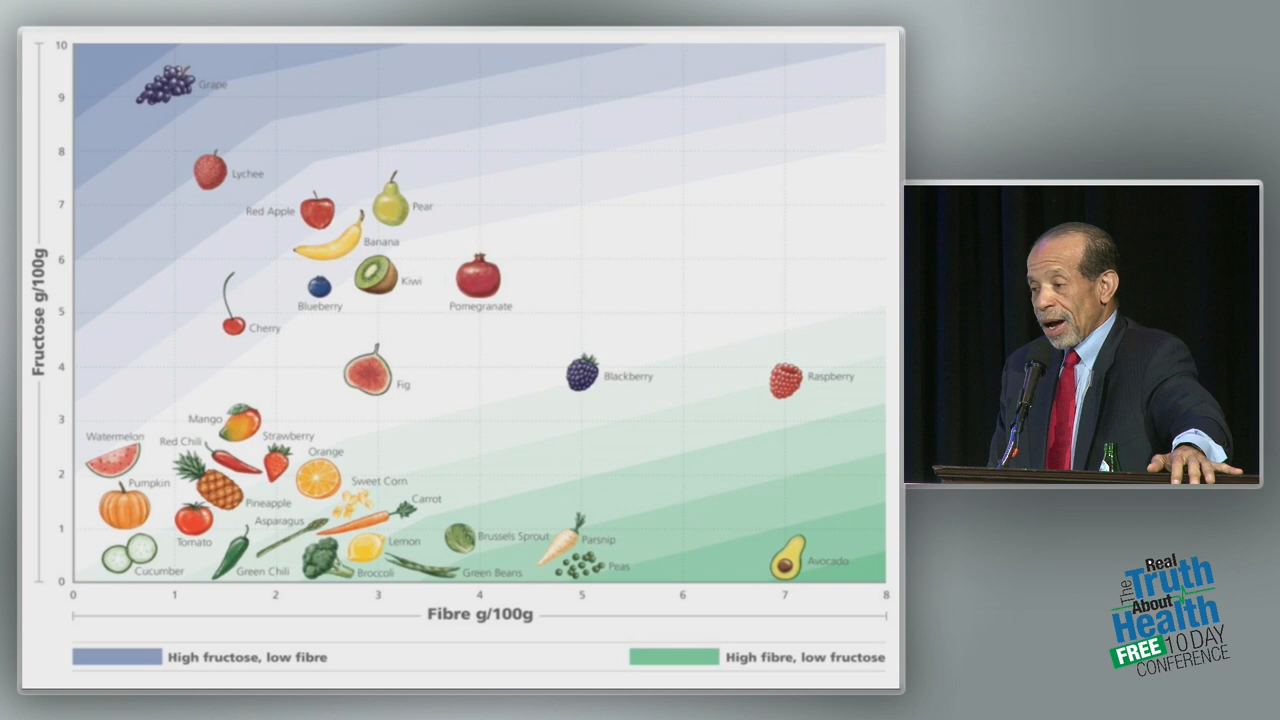 10
9
8
7
6
5
4
3
2
1
0
Fructose g/100g
Grape
Lychee
Red Apple
Pear
Banana
Kiwi
Blueberry
Pomegranate
Cherry
Fig
Blackberry
Raspberry
Mango
Watermelon
Red Chili
Strawberry
Orange
Pumpkin
Sweet Corn
Pineapple
Carrot
Asparagus
Tomato
Lemon
Brussels Sprout
Parsnip
Cucumber
Green Chili
Broccoli
Green Beans
Peas
Avocado
0 1 2 3 4 5 6 7 8
Fibre g/100g
High fructose, low fibre
High fibre, low fructose
The Real
Truth
About
Health
FREE 10 DAY
CONFERENCE